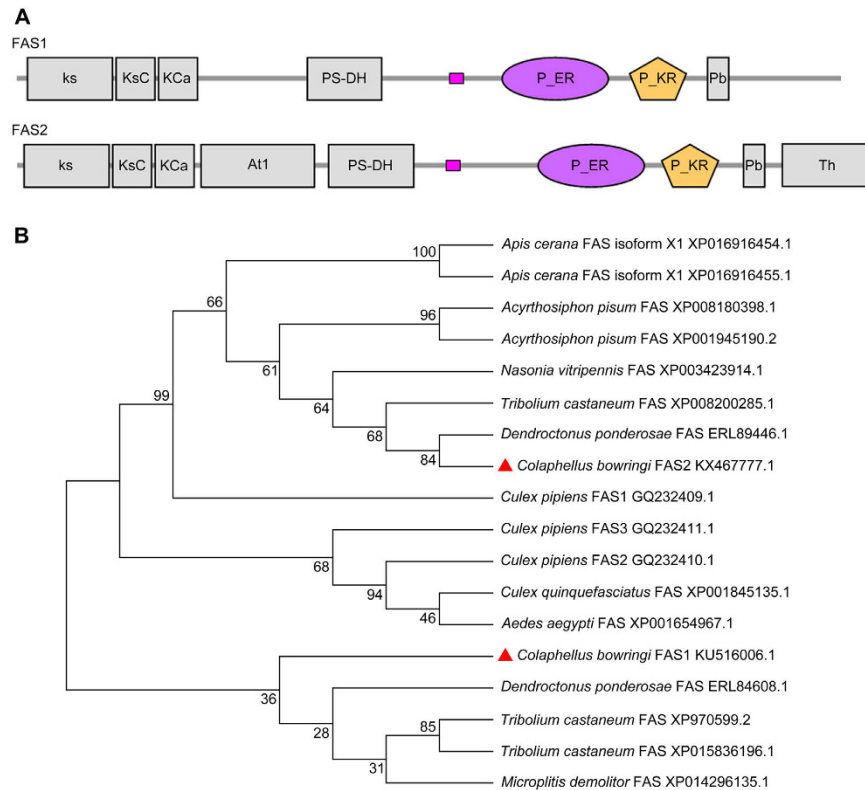 A
FAS1
ks KsC KCa PS-DH P_ER P_KR Pb
FAS2
ks KsC KCa At1 PS-DH P_ER P_KR Pb Th
B
100 Apis cerana FAS isoform X1 XP016916454.1
Apis cerana FAS isoform X1 XP016916455.1
66
96 Acyrthosiphon pisum FAS XP008180398.1
Acyrthosiphon pisum FAS XP001945190.2
61
Nasonia vitripennis FAS XP003423914.1
99 64
Tribolium castaneum FAS XP008200285.1
68
Dendroctonus ponderosae FAS ERL89446.1
84
Colaphellus bowringi FAS2 KX467777.1
Culex pipiens FAS1 GQ232409.1
Culex pipiens FAS3 GQ232411.1
68
Culex pipiens FAS2 GQ232410.1
94
Culex quinquefasciatus FAS XP001845135.1
46
Aedes aegypti FAS XP001654967.1
Colaphellus bowringi FAS1 KU516006.1
36
Dendroctonus ponderosae FAS ERL84608.1
28
85 Tribolium castaneum FAS XP970599.2
31
Tribolium castaneum FAS XP015836196.1
Microplitis demolitor FAS XP014296135.1